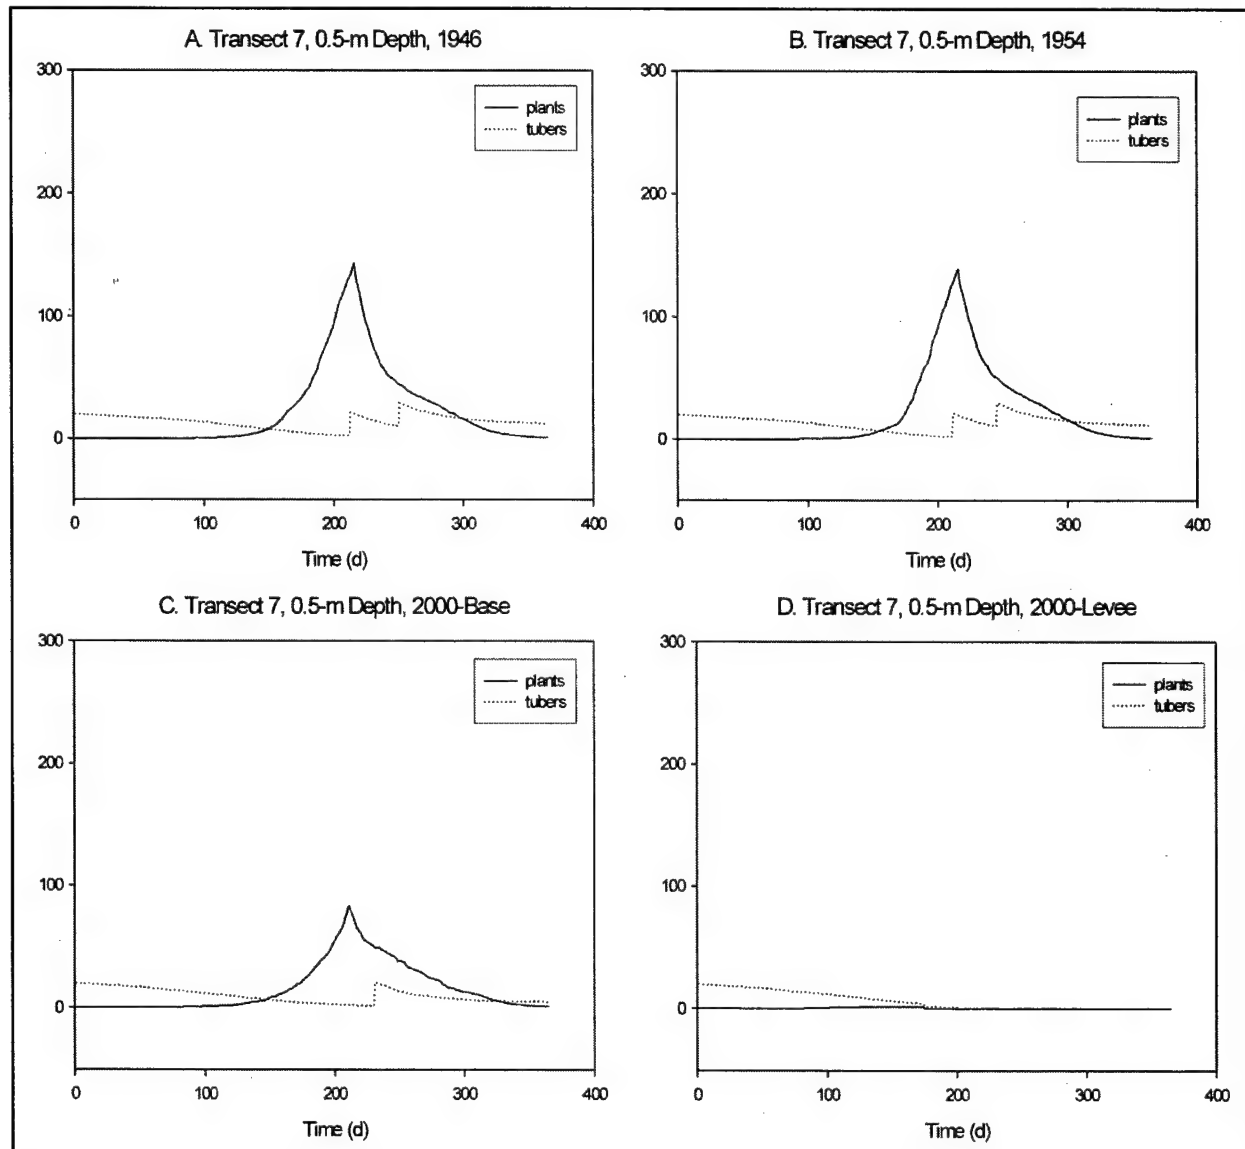 A. Transect 7, 0.5-m Depth, 1946
300
200
100
0
plants
tubers
0 100 200 300 400
Time (d)
B. Transect 7, 0.5-m Depth, 1954
300
200
100
0
plants
tubers
0 100 200 300 400
Time (d)
C. Transect 7, 0.5-m Depth, 2000-Base
300
200
100
0
plants
tubers
0 100 200 300 400
Time (d)
D. Transect 7, 0.5-m Depth, 2000-Levee
300
200
100
0
plants
tubers
0 100 200 300 400
Time (d)